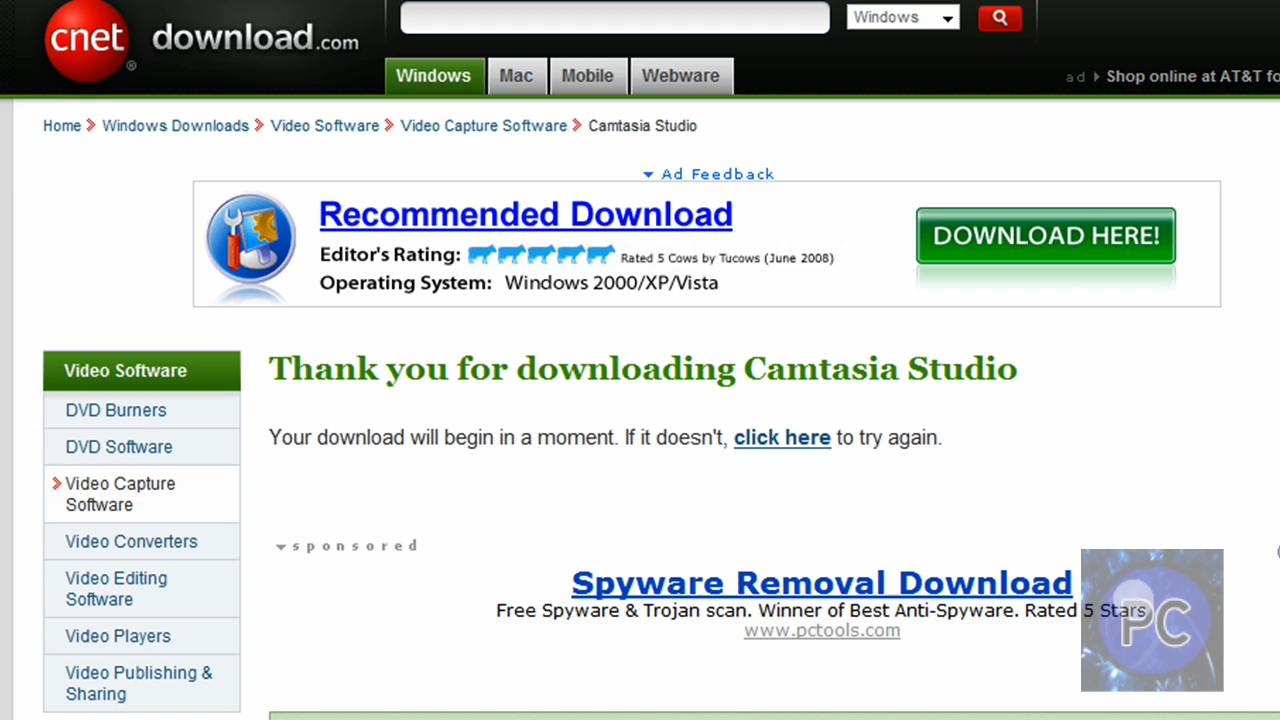 cnet
download.com
Windows
Windows
Mac
Mobile
Webware
ad
Shop online at AT&T fo
Home
Windows Downloads
Video Software
Video Capture Software
Camtasia Studio
Ad Feedback
Recommended Download
Editor's Rating:
Rated 5 Cows by Tucows (June 2008)
Operating System: Windows 2000/XP/Vista
DOWNLOAD HERE!
Video Software
DVD Burners
DVD Software
Video Capture
Software
Video Converters
Video Editing
Software
Video Players
Video Publishing &
Sharing
Thank you for downloading Camtasia Studio
Your download will begin in a moment. If it doesn't, click here to try again.
sponsored
Spyware Removal Download
Free Spyware & Trojan scan. Winner of Best Anti-Spyware. Rated 5 Stars
www.pctools.com
PC